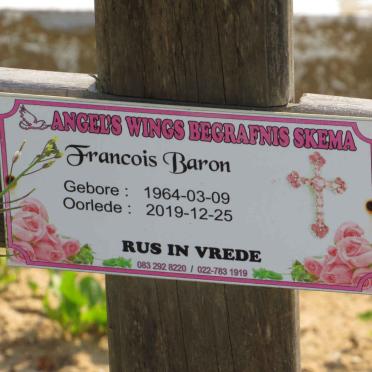 ANGEL'S WINGS BEGRAFNIS SKEMA
Francois Baron
Gebore : 1964-03-09
Oorlede : 2019-12-25
RUS IN VREDE
083 292 8220 / 022-783 1919